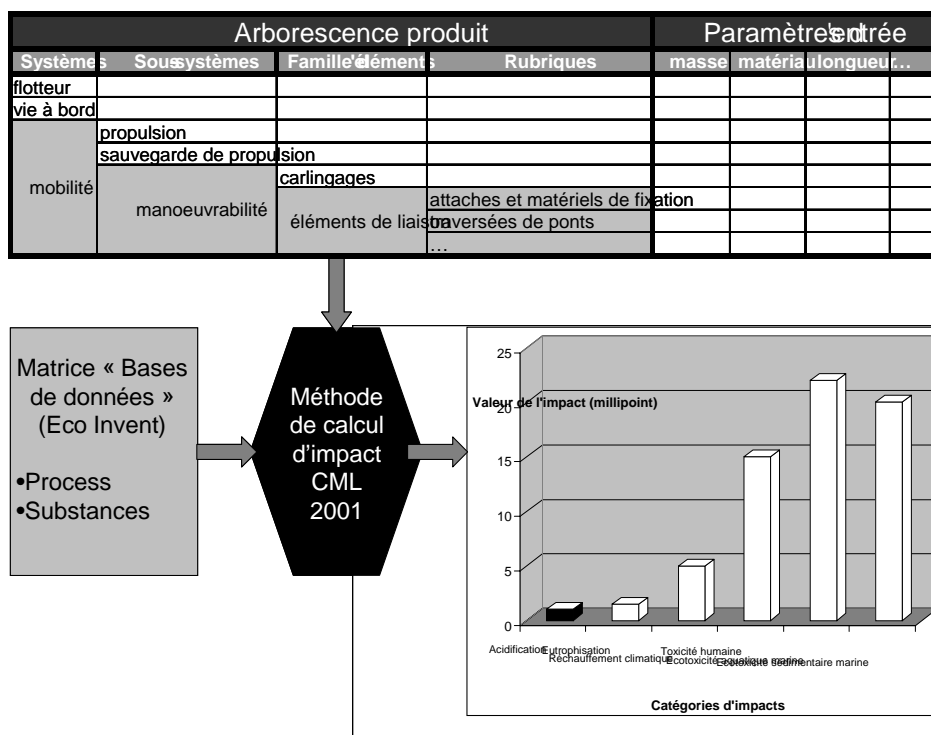 Arborescence produit Paramètres d'entrée
Systèmes Sous-systèmes Famille d'éléments Rubriques masse matériau longueur …
flotteur
vie à bord
propulsion
sauvegarde de propulsion
mobilité
carlingages
manoeuvrabilité
éléments de liaison
attaches et matériels de fixation
traversées de ponts
…
Matrice « Bases
de données »
(Eco Invent)
•Process
•Substances
Méthode
de calcul
d'impact
CML
2001
Valeur de l'impact (millipoint)
25
20
15
10
5
0
Acidification
Eutrophisation
Réchauffement climatique
Toxicité humaine
Ecotoxicité aquatique marine
Ecotoxicité sédimentaire marine
Catégories d'impacts